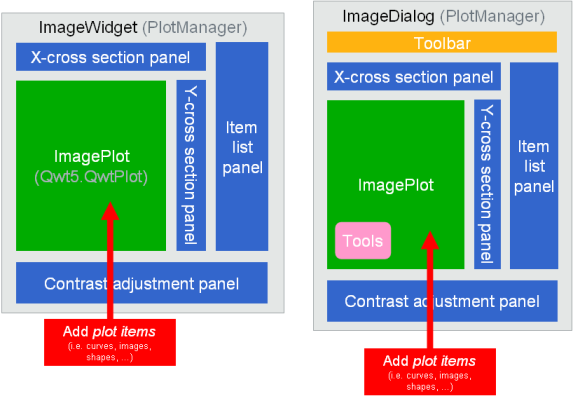 ImageWidget (PlotManager)
X-cross section panel
ImagePlot
(Qwt5.QwtPlot)
Y-cross section panel
Item
list
panel
Contrast adjustment panel
Add plot items
(i.e. curves, images,
shapes, ...)
ImageDialog (PlotManager)
Toolbar
X-cross section panel
ImagePlot
Tools
Y-cross section panel
Item
list
panel
Contrast adjustment panel
Add plot items
(i.e. curves, images,
shapes, ...)